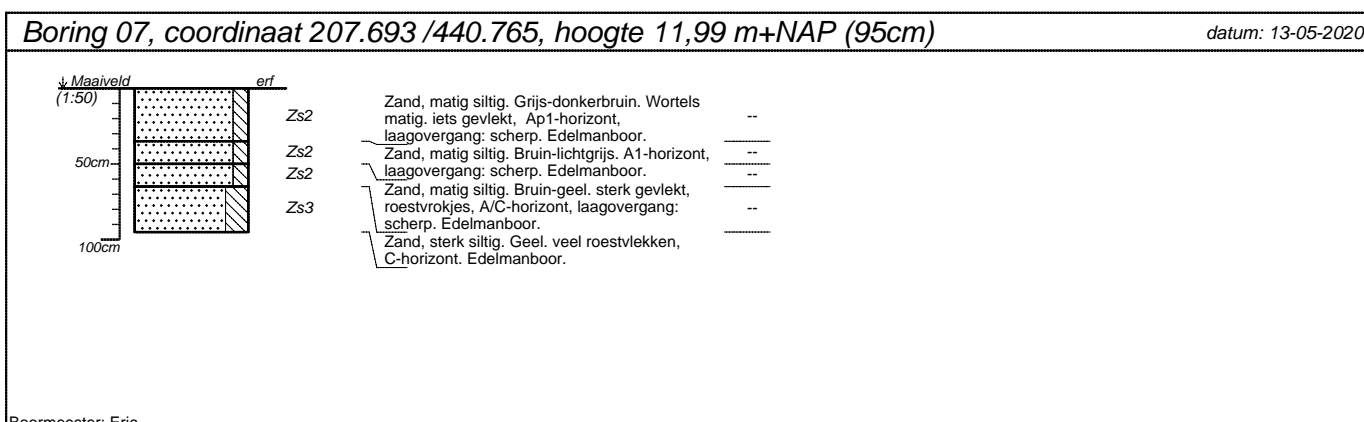 Boring 07, coordinaat 207.693 /440.765, hoogte 11,99 m+NAP (95cm)
datum: 13-05-2020
Maaiveld
erf
(1:50)
Zs2
Zand, matig siltig. Grijs-donkerbruin. Wortels
matig. iets gevlekt, Ap1-horizont,
laagovergang: scherp. Edelmanboor.
--
50cm
Zs2
Zand, matig siltig. Bruin-lichtgrijs. A1-horizont,
laagovergang: scherp. Edelmanboor.
--
Zs2
Zand, matig siltig. Bruin-geel. sterk gevlekt,
roestvrokjes, A/C-horizont, laagovergang:
scherp. Edelmanboor.
--
Zs3
Zand, sterk siltig. Geel. veel roestvlekken,
C-horizont. Edelmanboor.
--
100cm
Boormeester: Eric